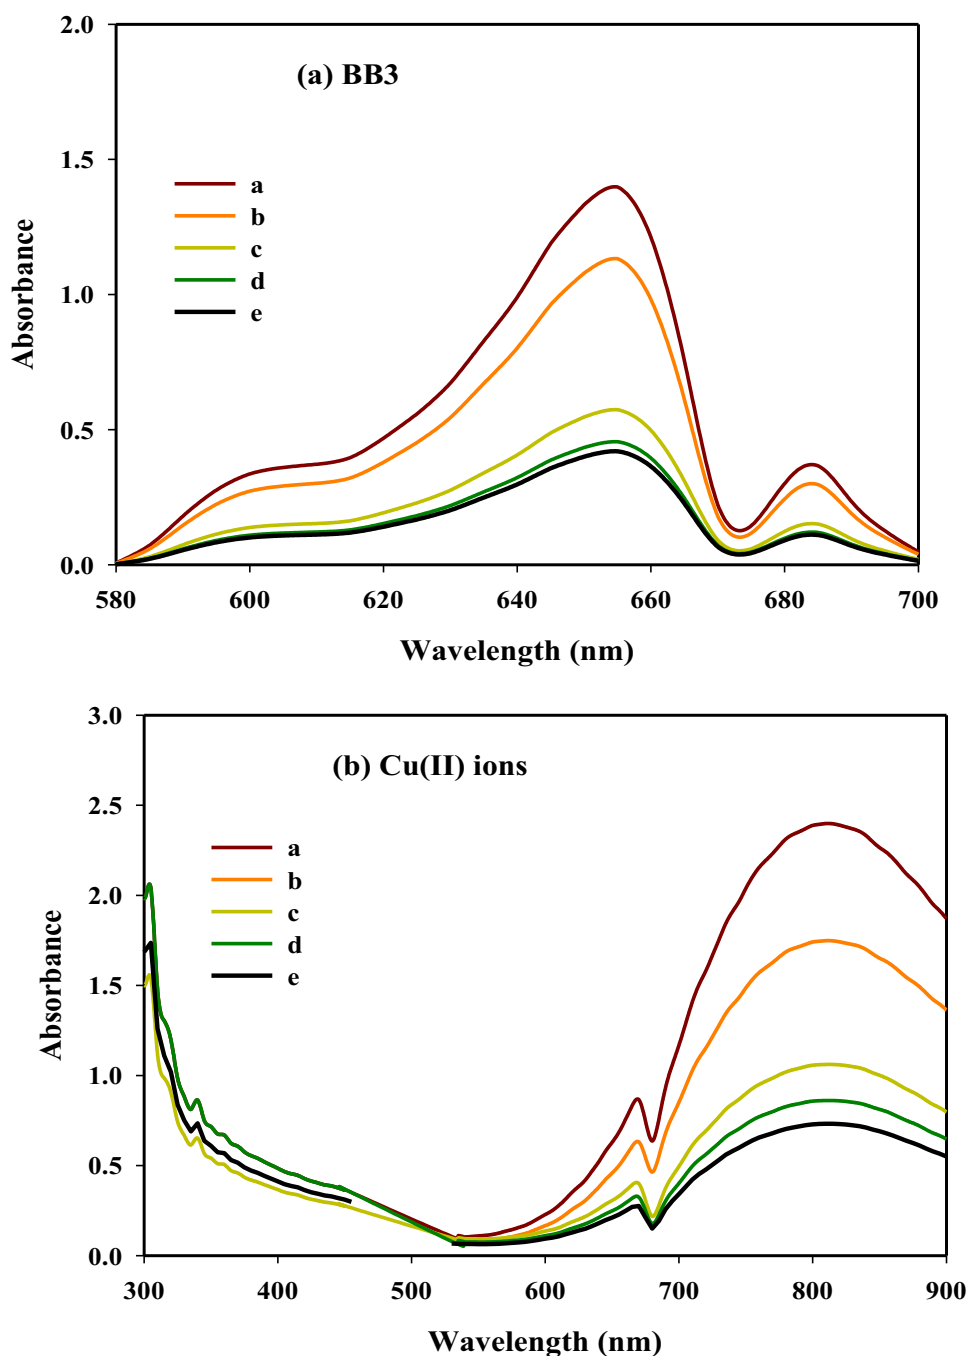 2.0
(a) BB3
1.5
a
b
c
d
e
1.0
0.5
0.0
Absorbance
580 600 620 640 660 680 700
Wavelength (nm)
3.0
(b) Cu(II) ions
2.5
a
b
c
d
e
2.0
1.5
1.0
0.5
0.0
Absorbance
300 400 500 600 700 800 900
Wavelength (nm)